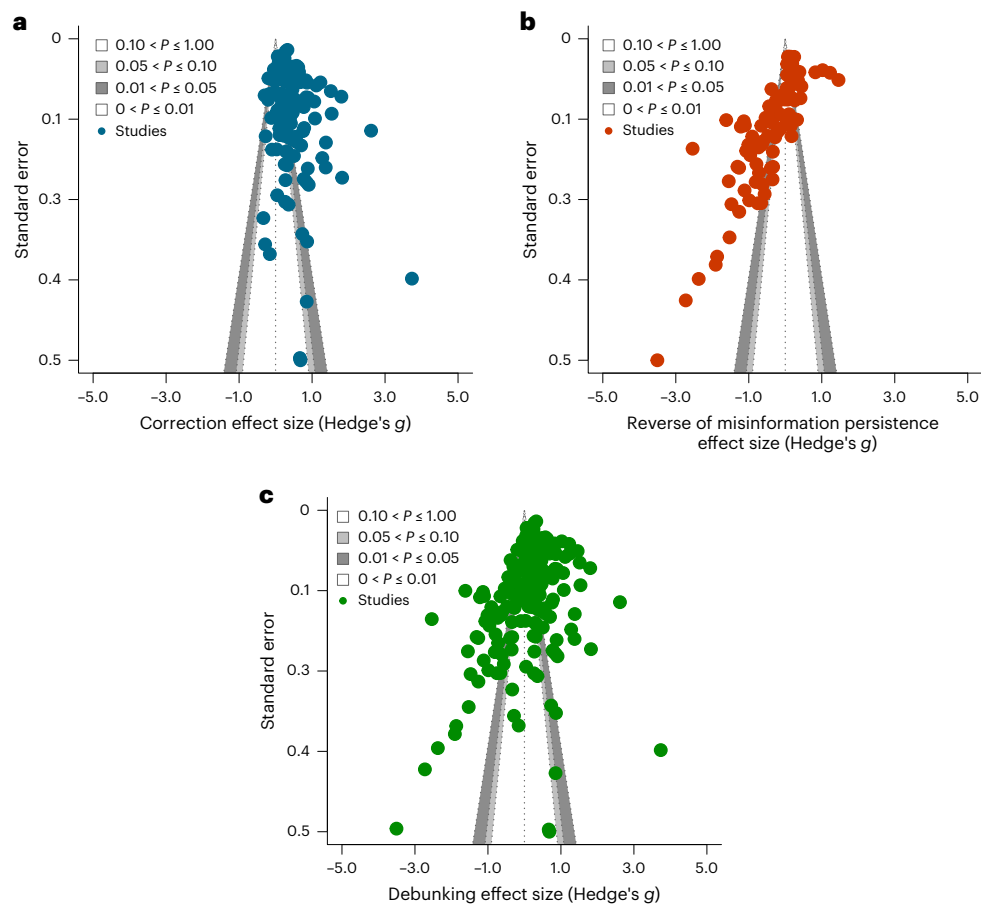 a
0
0.1
0.3
0.4
0.5
Standard error
0.10 < P ≤ 1.00
0.05 < P ≤ 0.10
0.01 < P ≤ 0.05
0 < P ≤ 0.01
Studies
–5.0 –3.0 –1.0 1.0 3.0 5.0
Correction effect size (Hedge's g)
b
0
0.1
0.3
0.4
0.5
Standard error
0.10 < P ≤ 1.00
0.05 < P ≤ 0.10
0.01 < P ≤ 0.05
0 < P ≤ 0.01
Studies
–5.0 –3.0 –1.0 1.0 3.0 5.0
Reverse of misinformation persistence
effect size (Hedge's g)
c
0
0.1
0.3
0.4
0.5
Standard error
0.10 < P ≤ 1.00
0.05 < P ≤ 0.10
0.01 < P ≤ 0.05
0 < P ≤ 0.01
Studies
–5.0 –3.0 –1.0 1.0 3.0 5.0
Debunking effect size (Hedge's g)